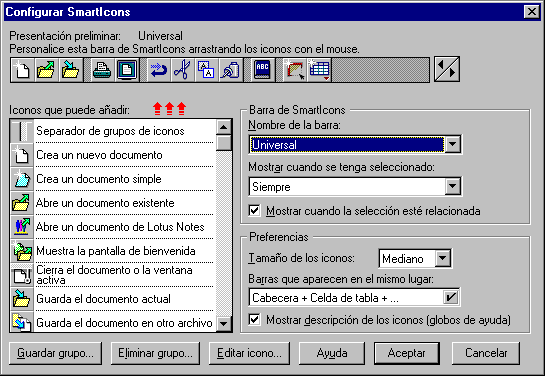 Configurar SmartIcons
Presentación preliminar: Universal
Personalice esta barra de SmartIcons arrastrando los iconos con el mouse.
ABC
Iconos que puede añadir:
Separador de grupos de iconos
Crea un nuevo documento
Crea un documento simple
Abre un documento existente
Abre un documento de Lotus Notes
Muestra la pantalla de bienvenida
Cierra el documento o la ventana
activa
Guarda el documento actual
Guarda el documento en otro archivo
Barra de SmartIcons
Nombre de la barra:
Universal
Mostrar cuando se tenga seleccionado:
Siempre
Mostrar cuando la selección esté relacionada
Preferencias
Tamaño de los iconos: Mediano
Barras que aparecen en el mismo lugar:
Cabecera + Celda de tabla + ...
Mostrar descripción de los iconos (globos de ayuda)
Guardar grupo... Eliminar grupo... Editar icono... Ayuda Aceptar Cancelar